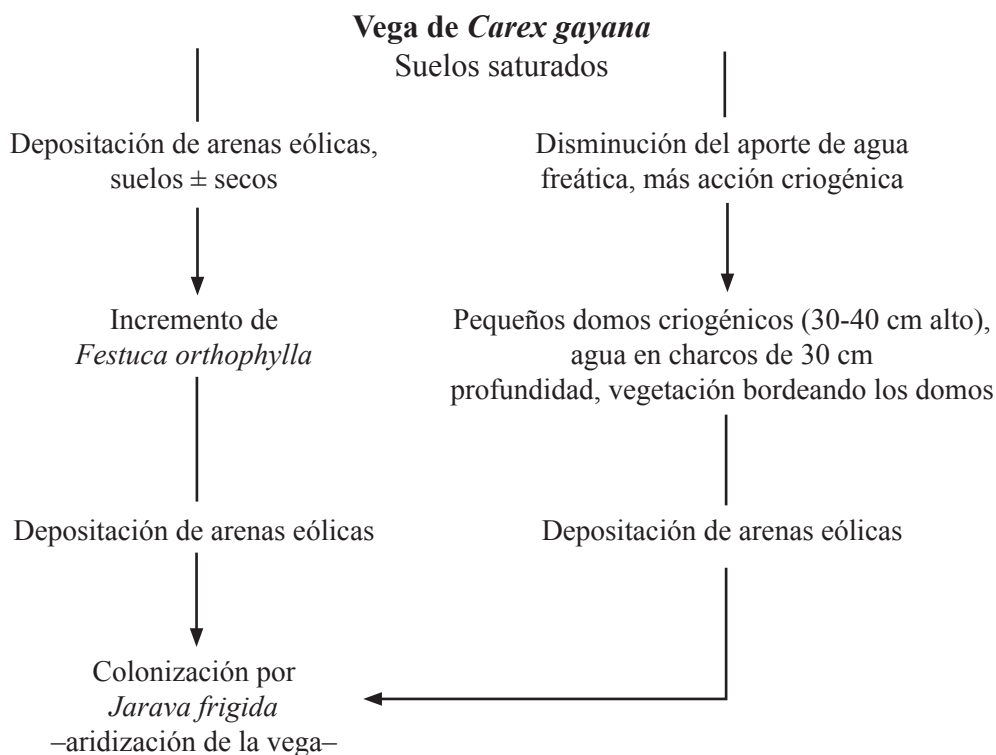 Vega de Carex gayana
Suelos saturados
Depositación de arenas eólicas,
suelos ± secos
Disminución del aporte de agua
freática, más acción criogénica
Incremento de
Festuca orthophylla
Pequeños domos criogénicos (30-40 cm alto),
agua en charcos de 30 cm
profundidad, vegetación bordeando los domos
Depositación de arenas eólicas
Depositación de arenas eólicas
Colonización por
Jarava frigida
–aridización de la vega–